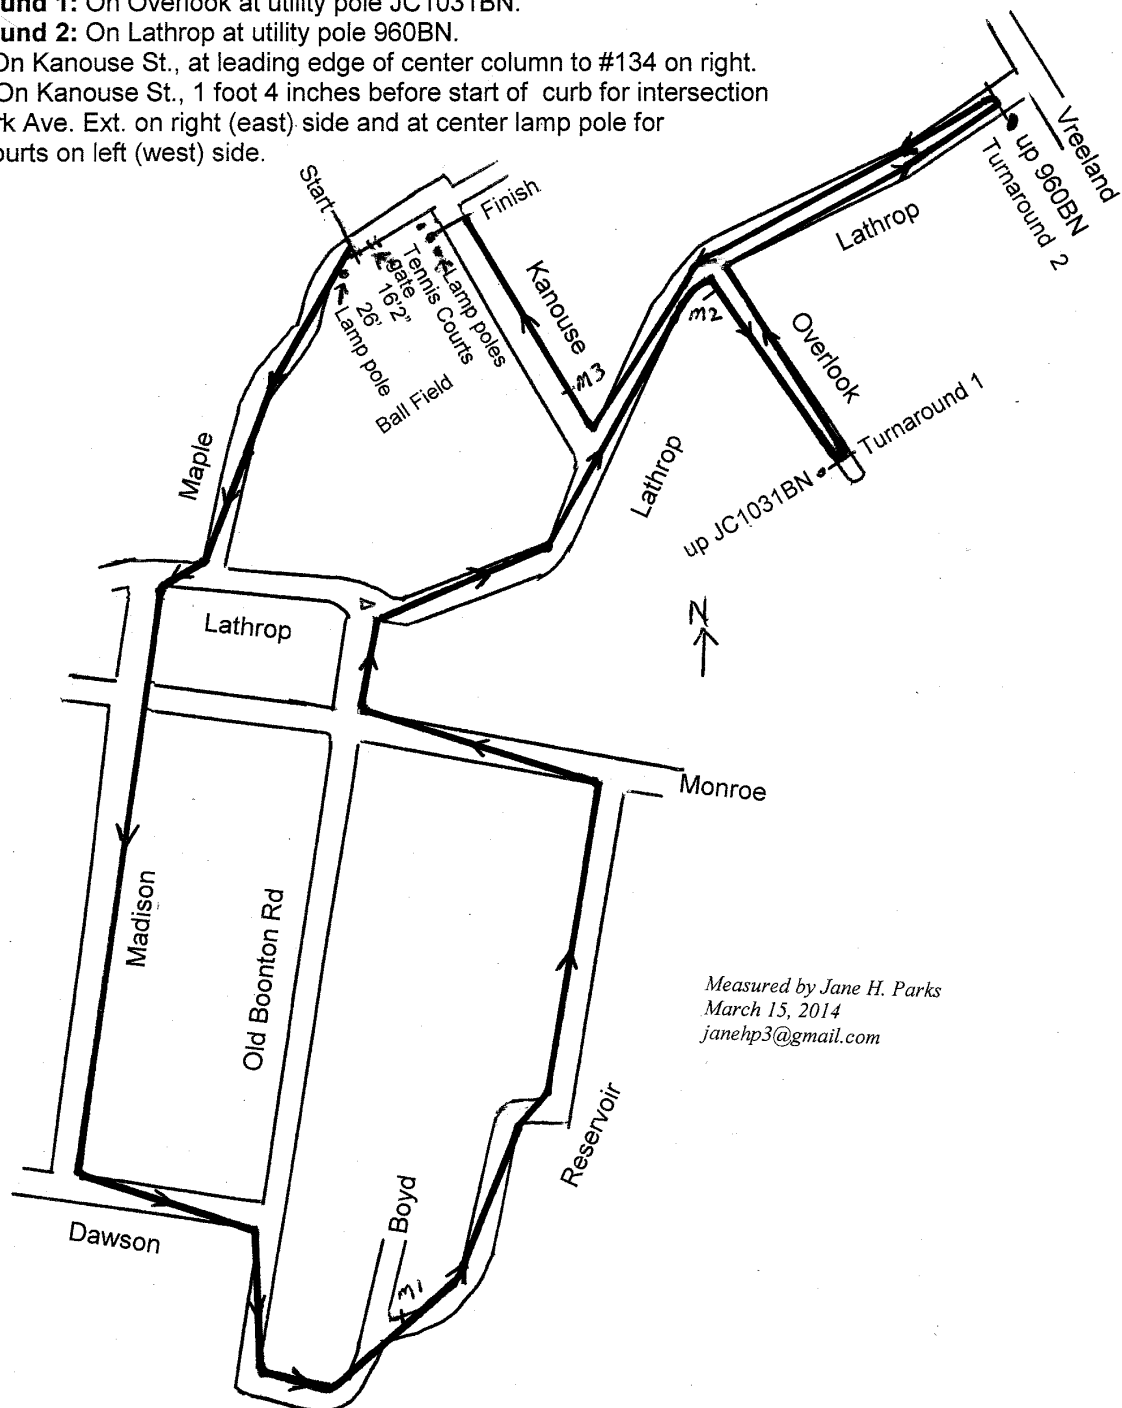 und 1: On Overlook at utility pole JC1031BN.
und 2: On Lathrop at utility pole 960BN.
On Kanouse St., at leading edge of center column to #134 on right.
On Kanouse St., 1 foot 4 inches before start of curb for intersection
rk Ave. Ext. on right (east) side and at center lamp pole for
ourts on left (west) side.
Start
Finish
Vreeland
up 960BN
Turnaround 2
Lathrop
gate
16'2"
26'
Lamp pole
Tennis Courts
Lamp poles
Ball Field
Kanouse
M3
M2
Overlook
Turnaround 1
up JC1031BN
Lathrop
Maple
Lathrop
N
Monroe
Madison
Old Boonton Rd
Measured by Jane H. Parks
March 15, 2014
janehp3@gmail.com
Reservoir
Boyd
M1
Dawson